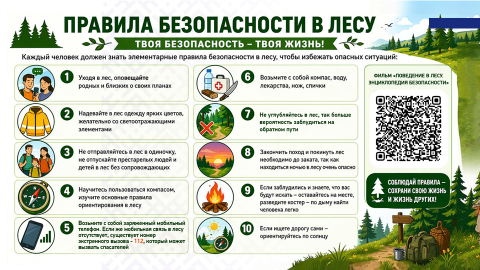 ПРАВИЛА БЕЗОПАСНОСТИ В ЛЕСУ
ТВОЯ БЕЗОПАСНОСТЬ – ТВОЯ ЖИЗНЬ!
Каждый человек должен знать элементарные правила безопасности в лесу, чтобы избежать опасных ситуаций:
1
Уходя в лес, оповещайте
родных и близких о своих планах
2
Надевайте в лес одежду ярких цветов,
желательно со светоотражающими
элементами
3
Не отправляйтесь в лес в одиночку,
не отпускайте престарелых людей и
детей в лес без сопровождающих
4
Научитесь пользоваться компасом,
изучите основные правила
ориентирования в лесу
5
Возьмите с собой заряженный мобильный
телефон. Если же мобильная связь в лесу
отсутствует, существует номер
экстренного вызова - 112, который может
вызвать спасателей
6
Возьмите с собой компас, воду,
лекарства, нож, спички
7
Не углубляйтесь в лес, так больше
вероятность заблудиться на
обратном пути
8
Закончить поход и покинуть лес
необходимо до заката, так как
находиться ночью в лесу очень опасно
9
Если заблудились и знаете, что вас
будут искать – оставайтесь на месте,
разведите костер – по дыму найти
человека легко
10
Если ищете дорогу сами –
ориентируйтесь по солнцу
ФИЛЬМ «ПОВЕДЕНИЕ В ЛЕСУ.
ЭНЦИКЛОПЕДИЯ БЕЗОПАСНОСТИ»
СОБЛЮДАЙ ПРАВИЛА –
СОХРАНИ СВОЮ ЖИЗНЬ
И ЖИЗНЬ ДРУГИХ!